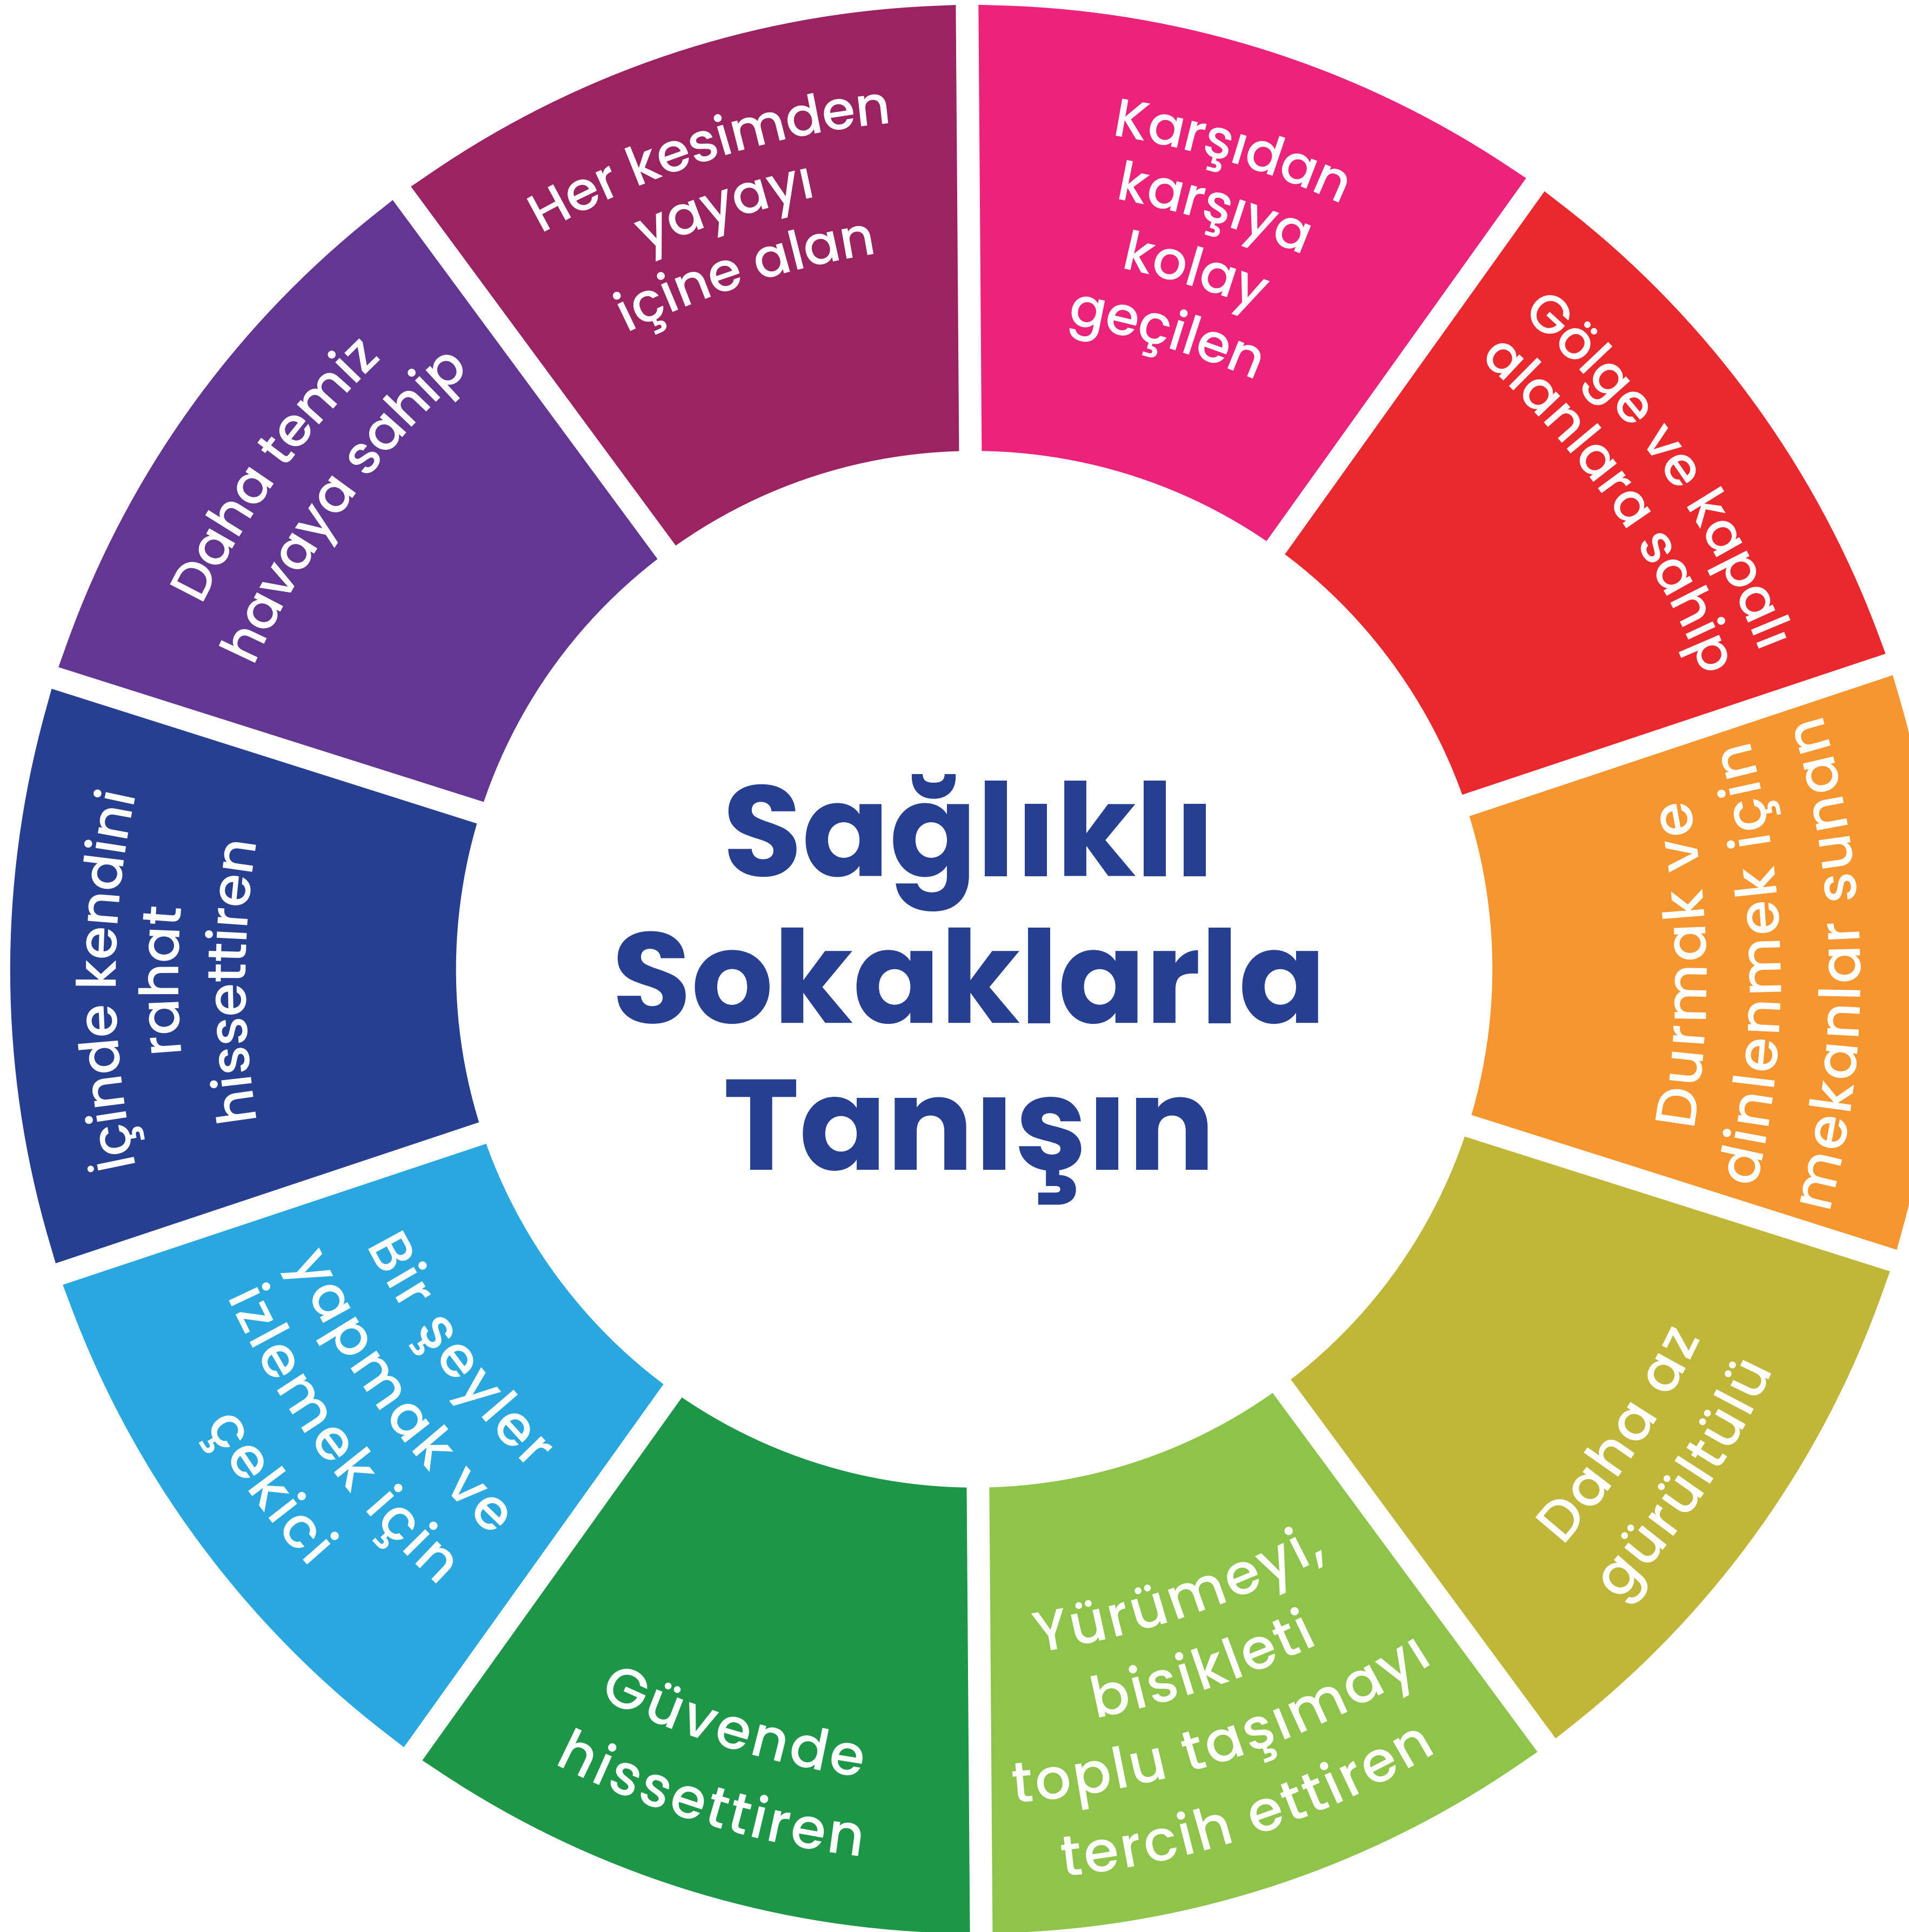 Her kesimden
yayayı
içine alan
Karşıdan
karşıya
kolay
geçilen
Gölge ve kapalı
alanlara sahip
Durmak ve
dinlenmek için
mekanlar sunan
Daha az
gürültülü
Yürümeyi,
bisikleti
toplu taşımayı
tercih ettiren
Güvende
hissettiren
Bir şeyler
Yapmak ve
izlemek için
çekici
içinde kendini
rahat
hissettiren
Daha temiz
havaya sahip
Sağlıklı
Sokaklarla
Tanışın